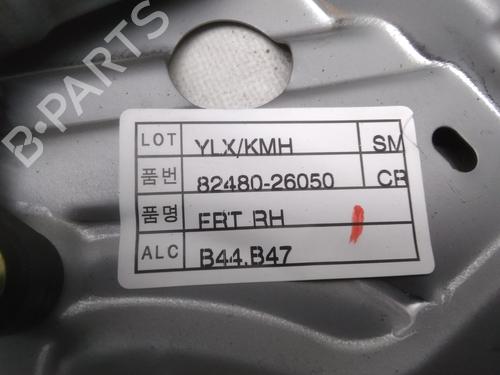 B-PARTS
LOT YLX/KMH SM
품번 82480-26050 CR
품명 FRT RH
ALC B44.B47